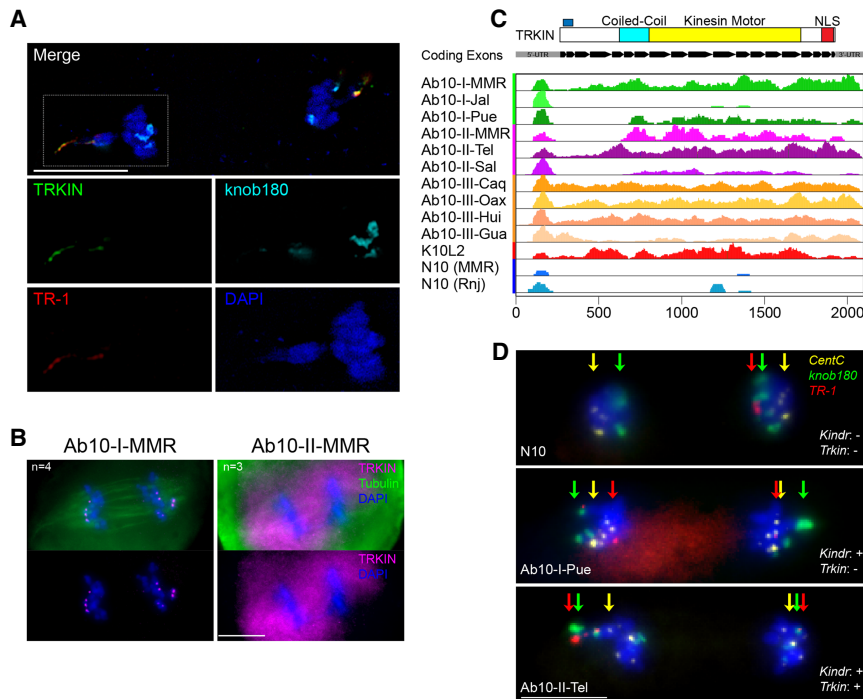 A
Merge
TRKIN
knob180
TR-1
DAPI
B
Ab10-I-MMR
Ab10-II-MMR
n=4
n=3
TRKIN
Tubulin
DAPI
TRKIN
DAPI
C
TRKIN
Coiled-Coil
Kinesin Motor
NLS
Coding Exons
5'-UTR
3'-UTR
Ab10-I-MMR
Ab10-I-Jal
Ab10-I-Pue
Ab10-II-MMR
Ab10-II-Tel
Ab10-II-Sal
Ab10-III-Caq
Ab10-III-Oax
Ab10-III-Hui
Ab10-III-Gua
K10L2
N10 (MMR)
N10 (Rnj)
0 500 1000 1500 2000
D
CentC
knob180
TR-1
N10
Kindr: -
Trkin: -
Ab10-I-Pue
Kindr: +
Trkin: -
Ab10-II-Tel
Kindr: +
Trkin: +